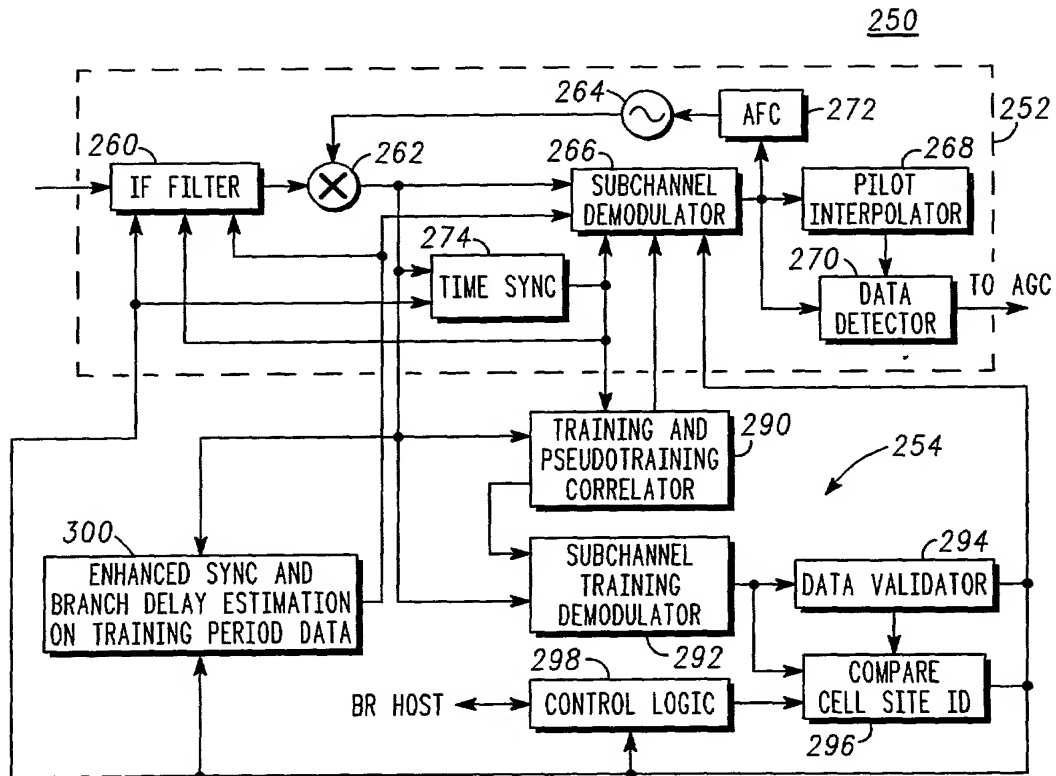 250
264
AFC
272
252
260
262
266
268
IF FILTER
SUBCHANNEL
DEMODULATOR
PILOT
INTERPOLATOR
274
TIME SYNC
270
DATA
DETECTOR
TO AGC
TRAINING AND
PSEUDOTRAINING
CORRELATOR
290
254
300
ENHANCED SYNC AND
BRANCH DELAY ESTIMATION
ON TRAINING PERIOD DATA
SUBCHANNEL
TRAINING
DEMODULATOR
292
294
DATA VALIDATOR
298
BR HOST
CONTROL LOGIC
COMPARE
CELL SITE ID
296